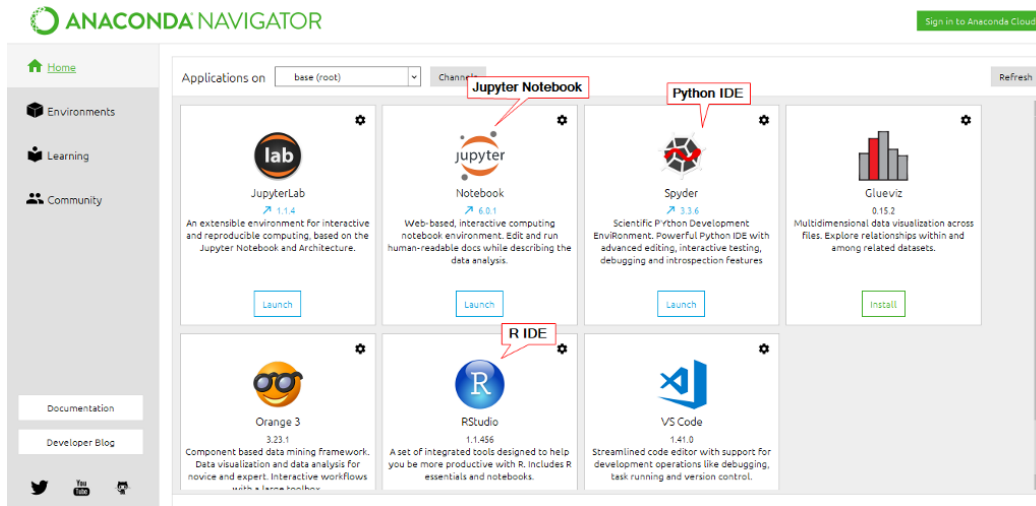 ANACONDA NAVIGATOR
Sign in to Anaconda Cloud
Home
Environments
Learning
Community
Documentation
Developer Blog
You
Tube
Applications on
base (root)
Channels
Refresh
Jupyter Notebook
Python IDE
lab
JupyterLab
1.1.4
An extensible environment for interactive
and reproducible computing, based on the
Jupyter Notebook and Architecture.
Launch
jupyter
Notebook
6.0.1
Web-based, interactive computing
notebook environment. Edit and run
human-readable docs while describing the
data analysis.
Launch
Spyder
3.3.6
Scientific PYthon Development
EnviRonment. Powerful Python IDE with
advanced editing, interactive testing,
debugging and introspection features
Launch
Glueviz
0.15.2
Multidimensional data visualization across
files. Explore relationships within and
among related datasets.
Install
R IDE
Orange 3
3.23.1
Component based data mining framework.
Data visualization and data analysis for
novice and expert. Interactive workflows
with a large toolbox.
R
RStudio
1.1.456
A set of integrated tools designed to help
you be more productive with R. Includes R
essentials and notebooks.
VS Code
1.41.0
Streamlined code editor with support for
development operations like debugging,
task running and version control.